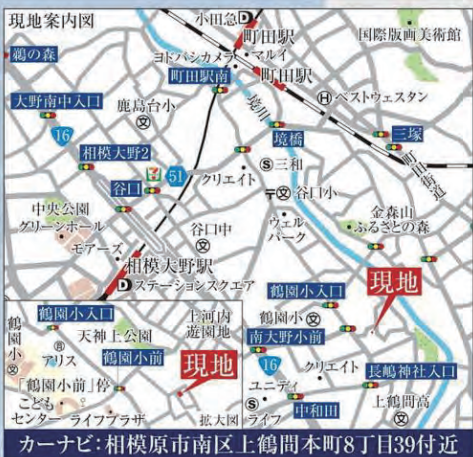 現地案内図
小田急
町田駅
国際版画美術館
ヨドバシカメラ
マルイ
町田駅
鵜の森
町田駅南
大野南中入口
鹿島台小
文
境川
H ベストウェスタン
16
境橋
三塚
相模大野2
S 三和
町田街道
51
谷口
クリエイト
〒 文 谷口小
中央公園
グリーンホール
谷口中
文
ウェルパーク
金森山
ふるさとの森
モアーズ
相模大野駅
ステーションスクエア
現地
鶴園小入口
上河内
遊園地
鶴園小入口
鶴園小
文
天神上公園
鶴園小
文
アリス
鶴園小前
南大野小前
現地
16
クリエイト
長嶋神社入口
「鶴園小前」停
ユニディ
上鶴間高
文
こども
センター
ライフプラザ
拡大図
S
ライフ
中和田
カーナビ:相模原市南区上鶴間本町8丁目39付近